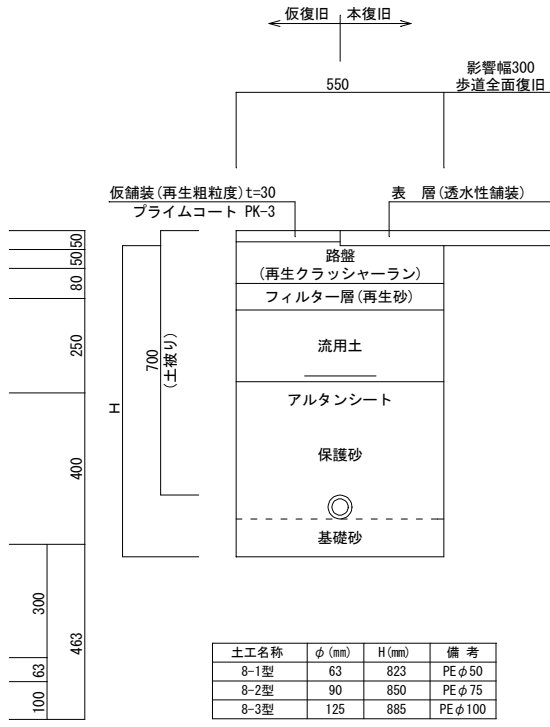 仮復旧 本復旧
影響幅300
歩道全面復旧
550
仮舗装(再生粗粒度)t=30
プライムコート PK-3
表 層(透水性舗装)
50
50
80
250
400
300
63
100
463
H
700
(土被り)
路盤
(再生クラッシャーラン)
フィルター層(再生砂)
流用土
アルタンシート
保護砂
基礎砂
土工名称 φ(mm) H(mm) 備 考
8-1型 63 823 PEφ50
8-2型 90 850 PEφ75
8-3型 125 885 PEφ100